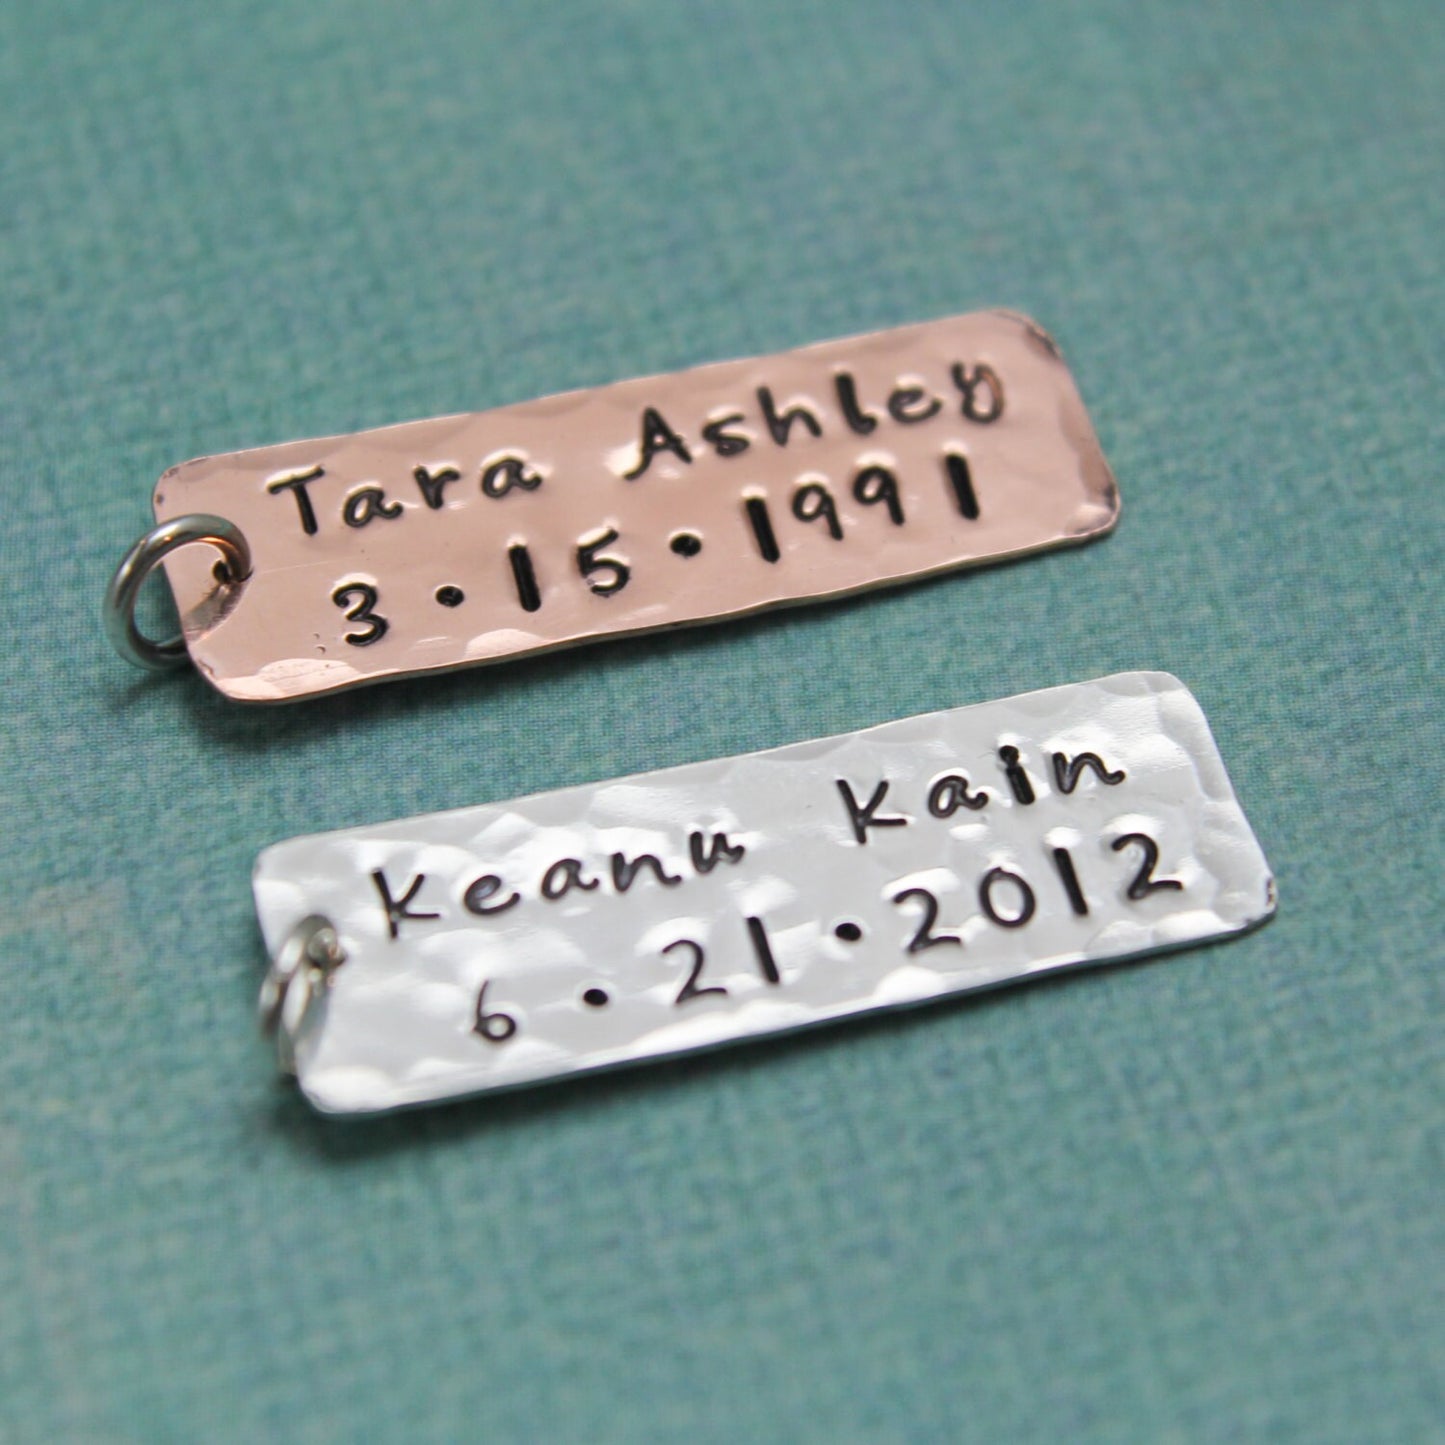 Tara Ashley
3•15•1991
Keanu Kain
6•21•2012